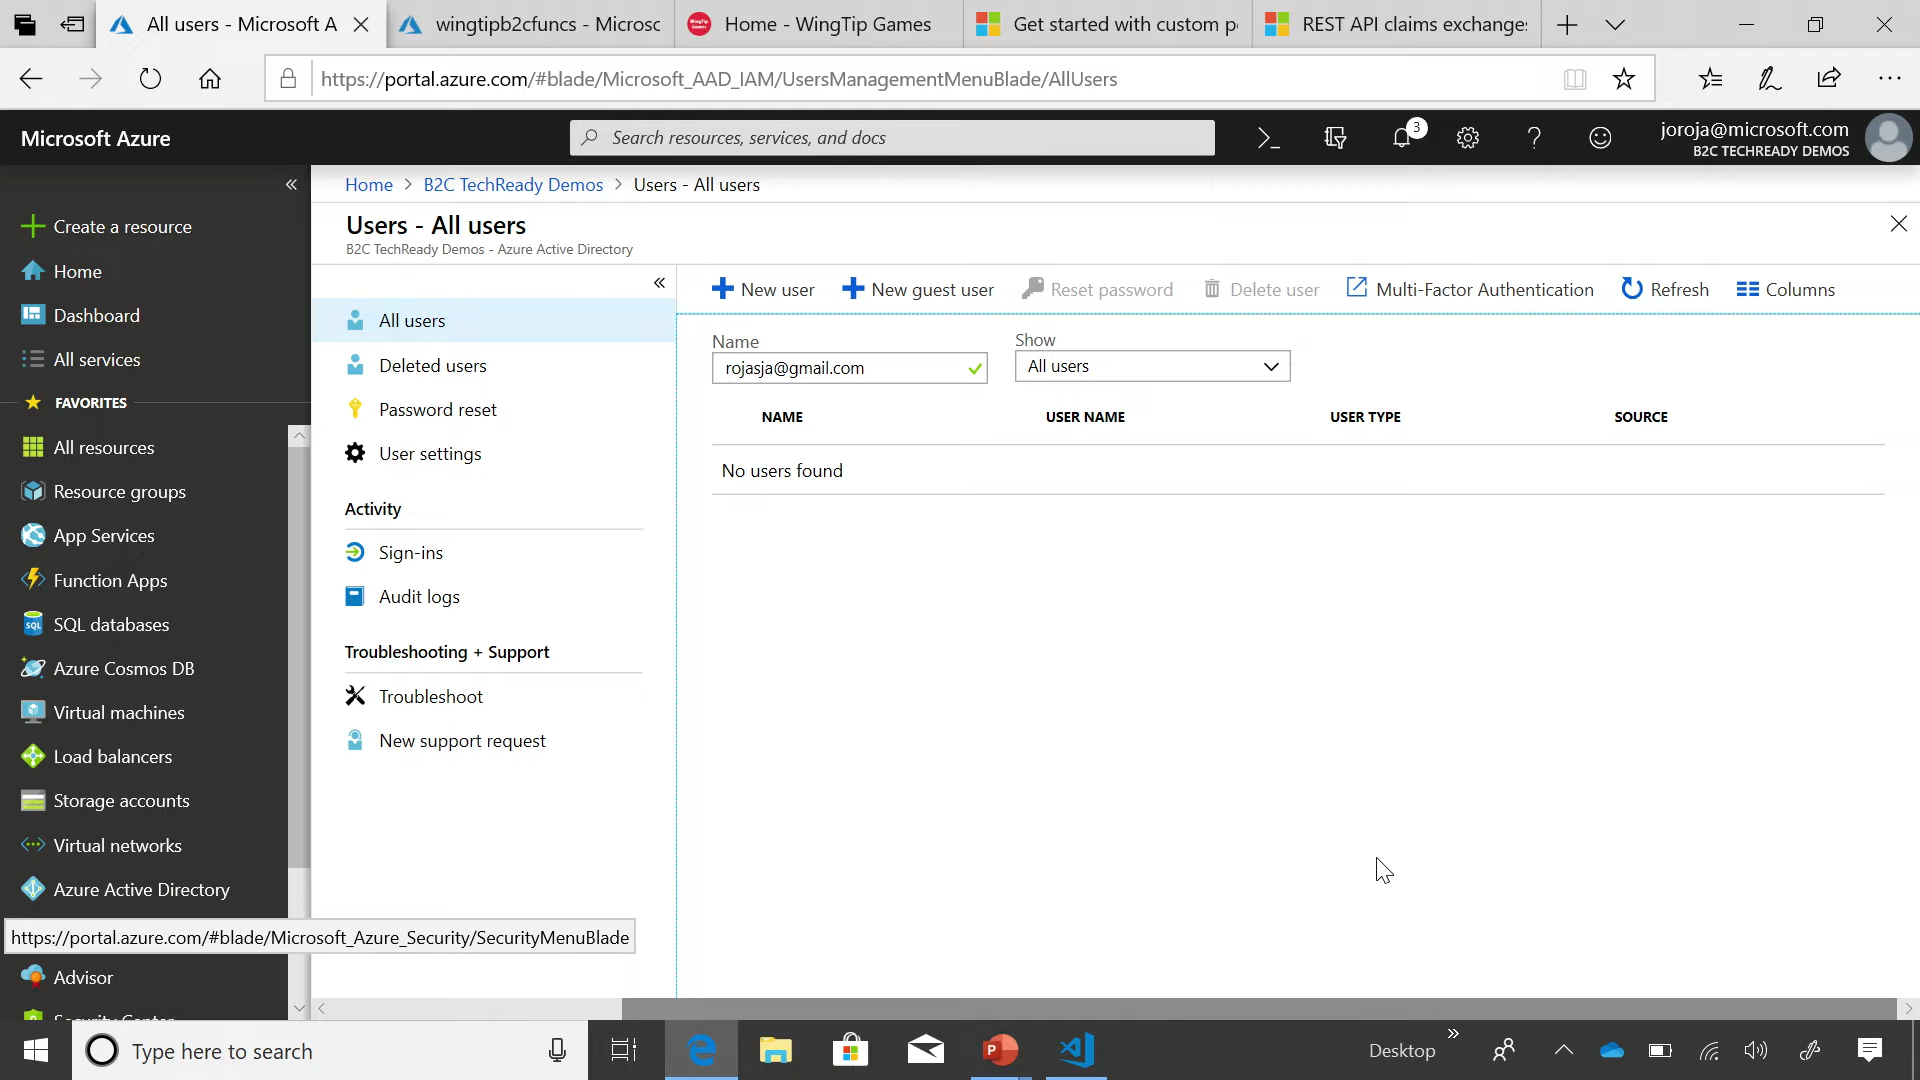 All users - Microsoft A
wingtipb2cfuncs - Microsc
Home - WingTip Games
Get started with custom p
REST API claims exchange
https://portal.azure.com/#blade/Microsoft_AAD_IAM/UsersManagementMenuBlade/AllUsers
Microsoft Azure
Search resources, services, and docs
3
joroja@microsoft.com
B2C TECHREADY DEMOS
Home > B2C TechReady Demos > Users - All users
Users - All users
B2C TechReady Demos - Azure Active Directory
Create a resource
Home
Dashboard
All services
FAVORITES
All resources
Resource groups
App Services
Function Apps
SQL databases
Azure Cosmos DB
Virtual machines
Load balancers
Storage accounts
Virtual networks
Azure Active Directory
https://portal.azure.com/#blade/Microsoft_Azure_Security/SecurityMenuBlade
Advisor
Security Center
All users
Deleted users
Password reset
User settings
Activity
Sign-ins
Audit logs
Troubleshooting + Support
Troubleshoot
New support request
New user
New guest user
Reset password
Delete user
Multi-Factor Authentication
Refresh
Columns
Name
rojasja@gmail.com
Show
All users
NAME
USER NAME
USER TYPE
SOURCE
No users found
Type here to search
Desktop